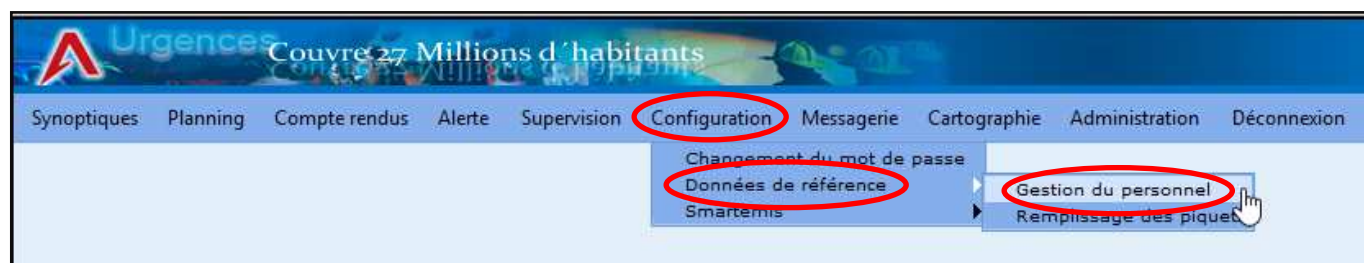 Urgences
Couvre 27 Millions d´habitants
Synoptiques Planning Compte rendus Alerte Supervision Configuration Messagerie Cartographie Administration Déconnexion
Changement du mot de passe
Données de référence
Gestion du personnel
Smartemis
Remplissage des piquet